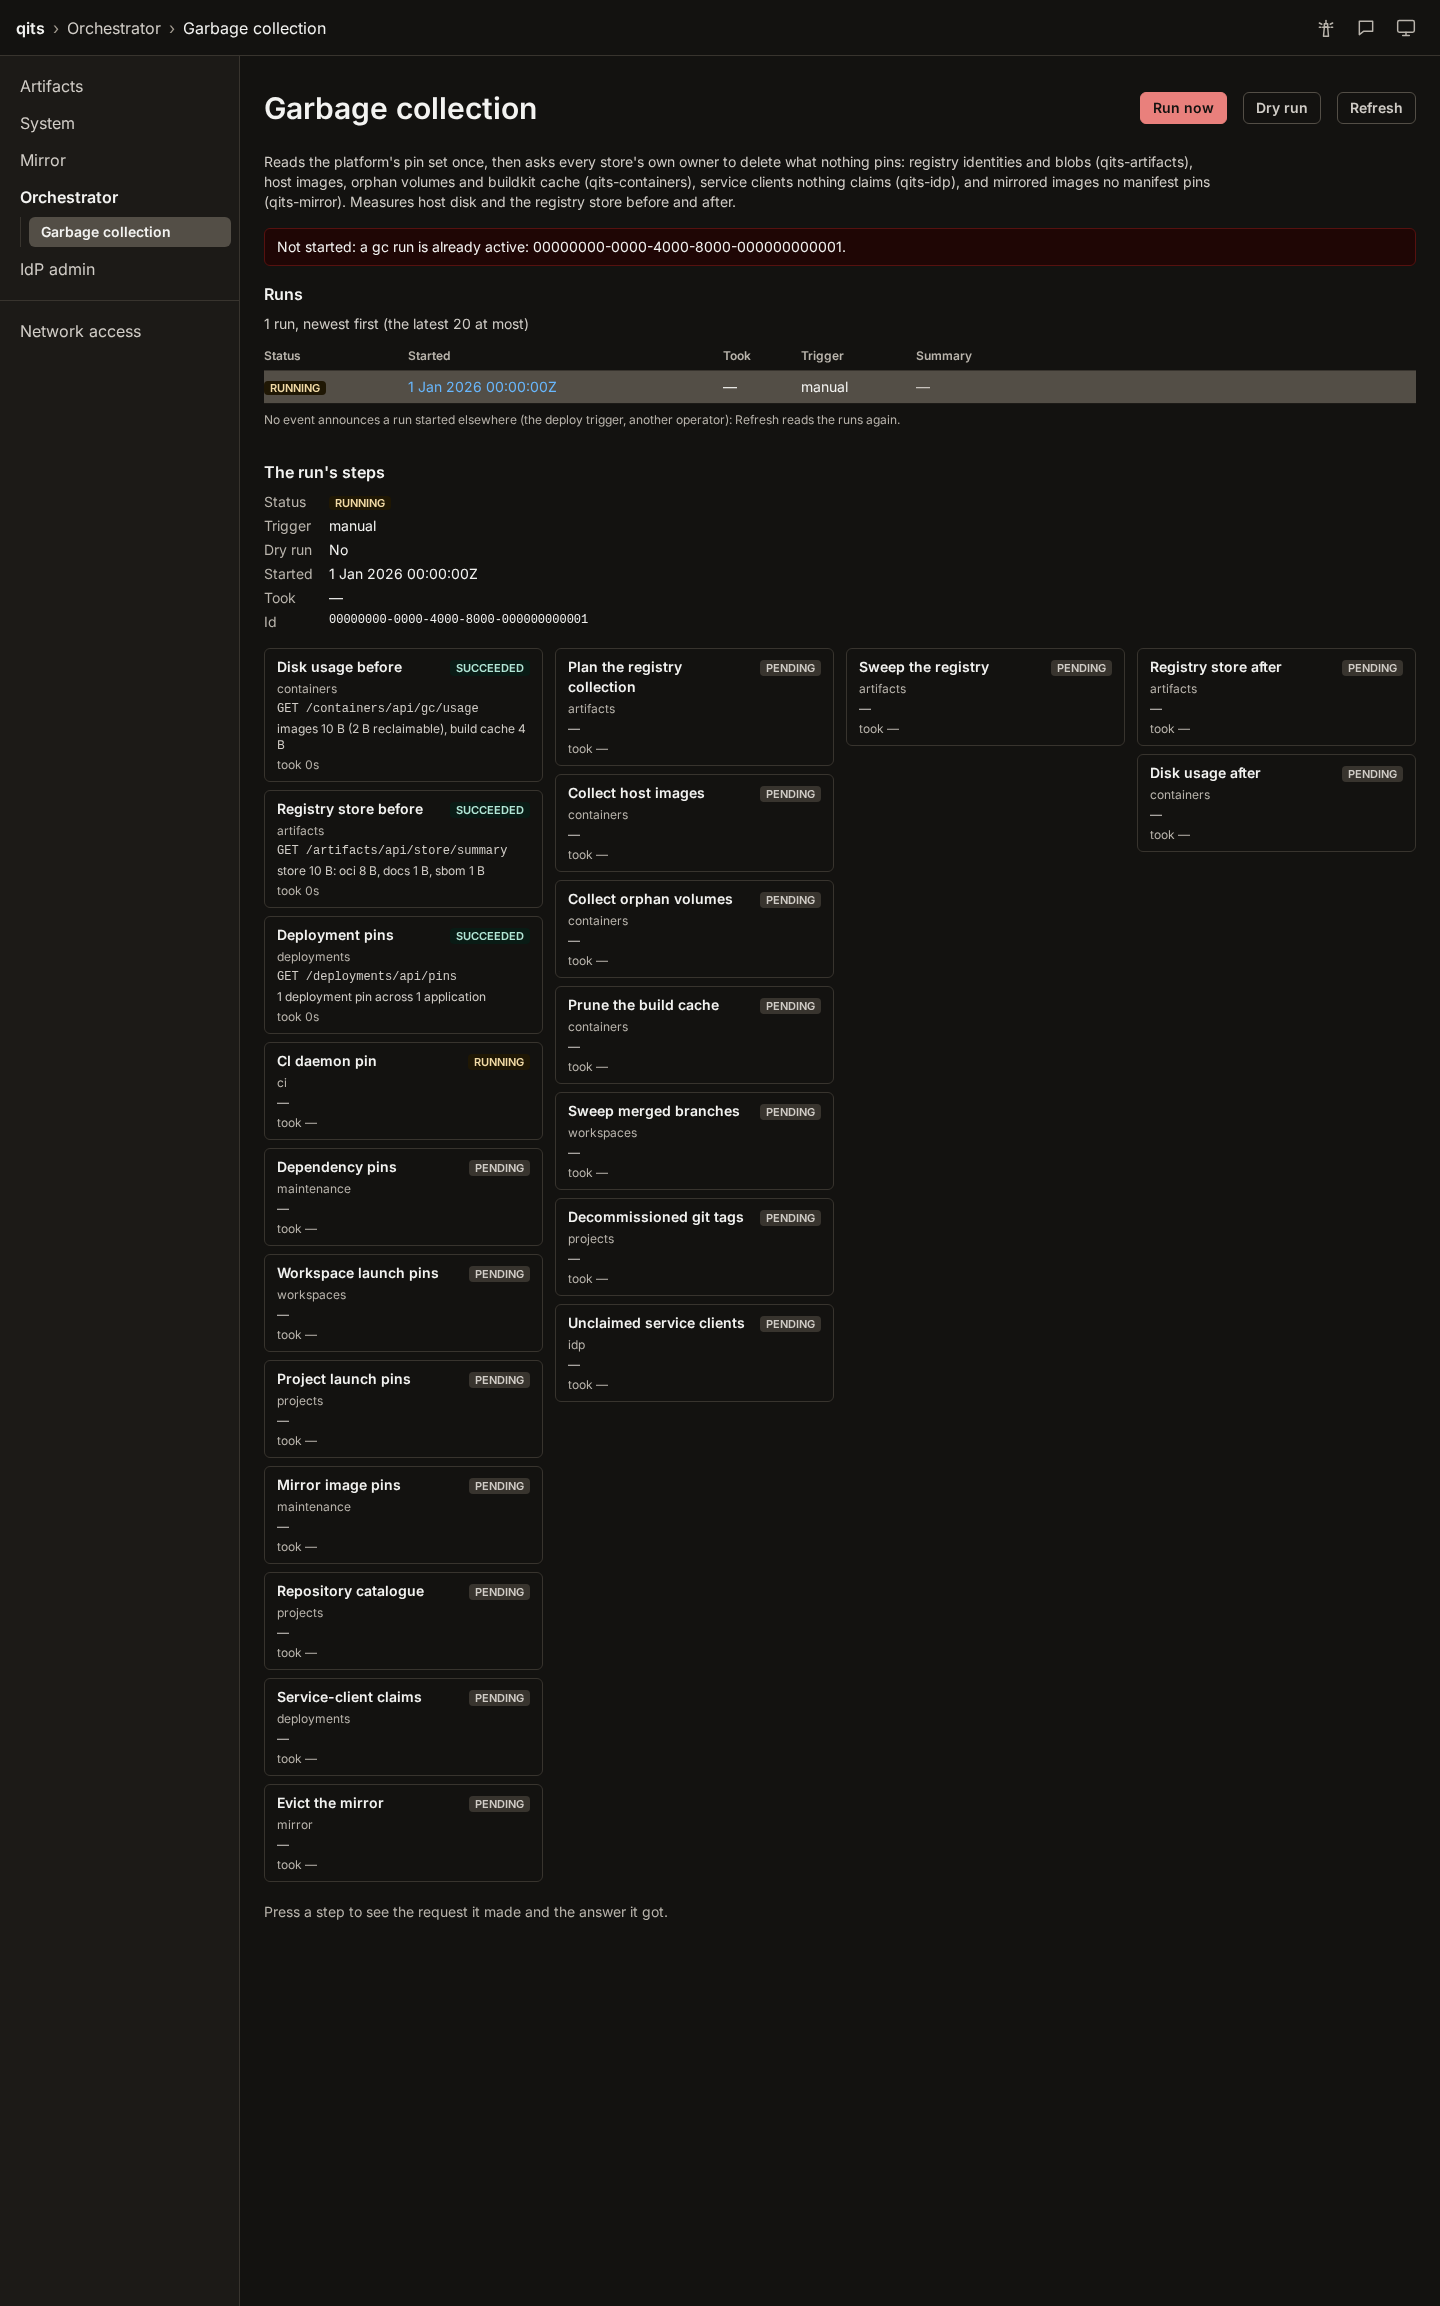 qits › Orchestrator › Garbage collection
Artifacts
System
Mirror
Orchestrator
Garbage collection
IdP admin
Network access
Garbage collection
Run now
Dry run
Refresh
Reads the platform's pin set once, then asks every store's own owner to delete what nothing pins: registry identities and blobs (qits-artifacts),
host images, orphan volumes and buildkit cache (qits-containers), service clients nothing claims (qits-idp), and mirrored images no manifest pins
(qits-mirror). Measures host disk and the registry store before and after.
Not started: a gc run is already active: 00000000-0000-4000-8000-000000000001.
Runs
1 run, newest first (the latest 20 at most)
Status Started Took Trigger Summary
RUNNING 1 Jan 2026 00:00:00Z — manual —
No event announces a run started elsewhere (the deploy trigger, another operator): Refresh reads the runs again.
The run's steps
Status RUNNING
Trigger manual
Dry run No
Started 1 Jan 2026 00:00:00Z
Took —
Id 00000000-0000-4000-8000-000000000001
Disk usage before SUCCEEDED
containers
GET /containers/api/gc/usage
images 10 B (2 B reclaimable), build cache 4
B
took 0s
Registry store before SUCCEEDED
artifacts
GET /artifacts/api/store/summary
store 10 B: oci 8 B, docs 1 B, sbom 1 B
took 0s
Deployment pins SUCCEEDED
deployments
GET /deployments/api/pins
1 deployment pin across 1 application
took 0s
CI daemon pin RUNNING
ci
—
took —
Dependency pins PENDING
maintenance
—
took —
Workspace launch pins PENDING
workspaces
—
took —
Project launch pins PENDING
projects
—
took —
Mirror image pins PENDING
maintenance
—
took —
Repository catalogue PENDING
projects
—
took —
Service-client claims PENDING
deployments
—
took —
Evict the mirror PENDING
mirror
—
took —
Plan the registry PENDING
collection
artifacts
—
took —
Collect host images PENDING
containers
—
took —
Collect orphan volumes PENDING
containers
—
took —
Prune the build cache PENDING
containers
—
took —
Sweep merged branches PENDING
workspaces
—
took —
Decommissioned git tags PENDING
projects
—
took —
Unclaimed service clients PENDING
idp
—
took —
Sweep the registry PENDING
artifacts
—
took —
Registry store after PENDING
artifacts
—
took —
Disk usage after PENDING
containers
—
took —
Press a step to see the request it made and the answer it got.